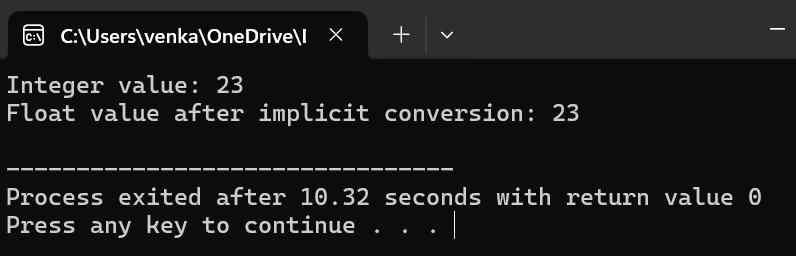 C:\Users\venka\OneDrive\I
Integer value: 23
Float value after implicit conversion: 23
--------------------------------
Process exited after 10.32 seconds with return value 0
Press any key to continue . . .